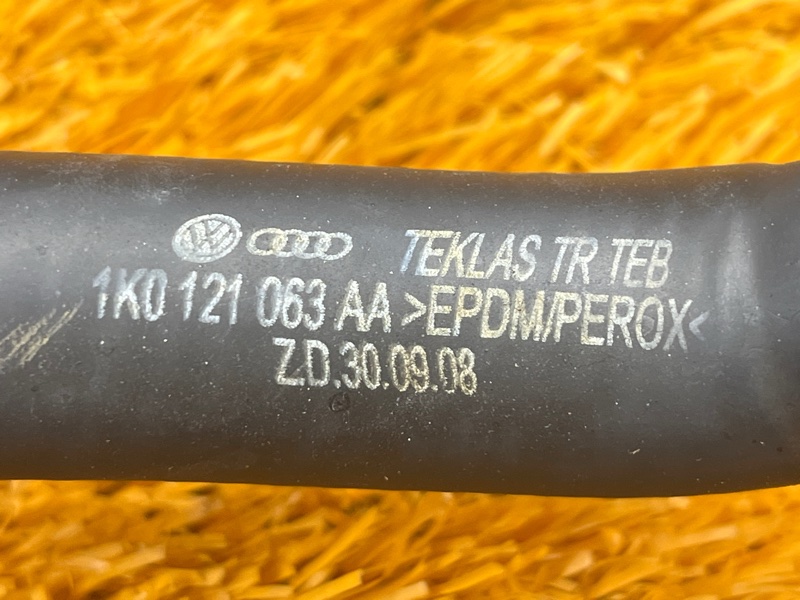 TEKLAS TR TEB
1K0 121 063 AA >EPDM/PEROX<
Z.D.30.09.08